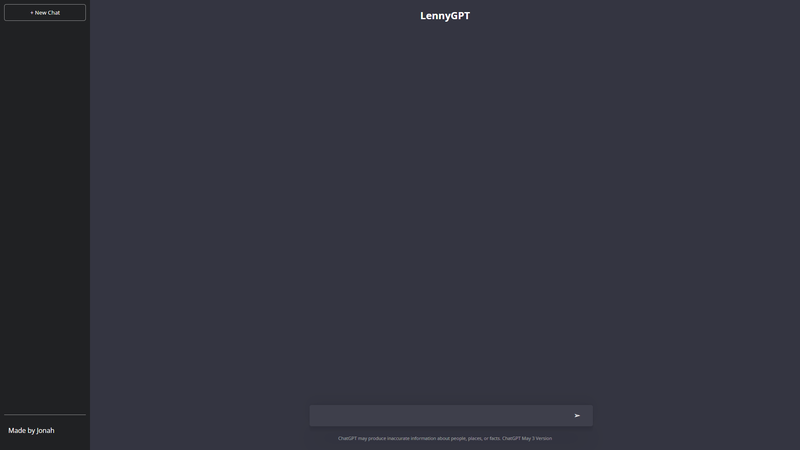 + New Chat
LennyGPT
ChatGPT may produce inaccurate information about people, places, or facts. ChatGPT May 3 Version
Made by Jonah